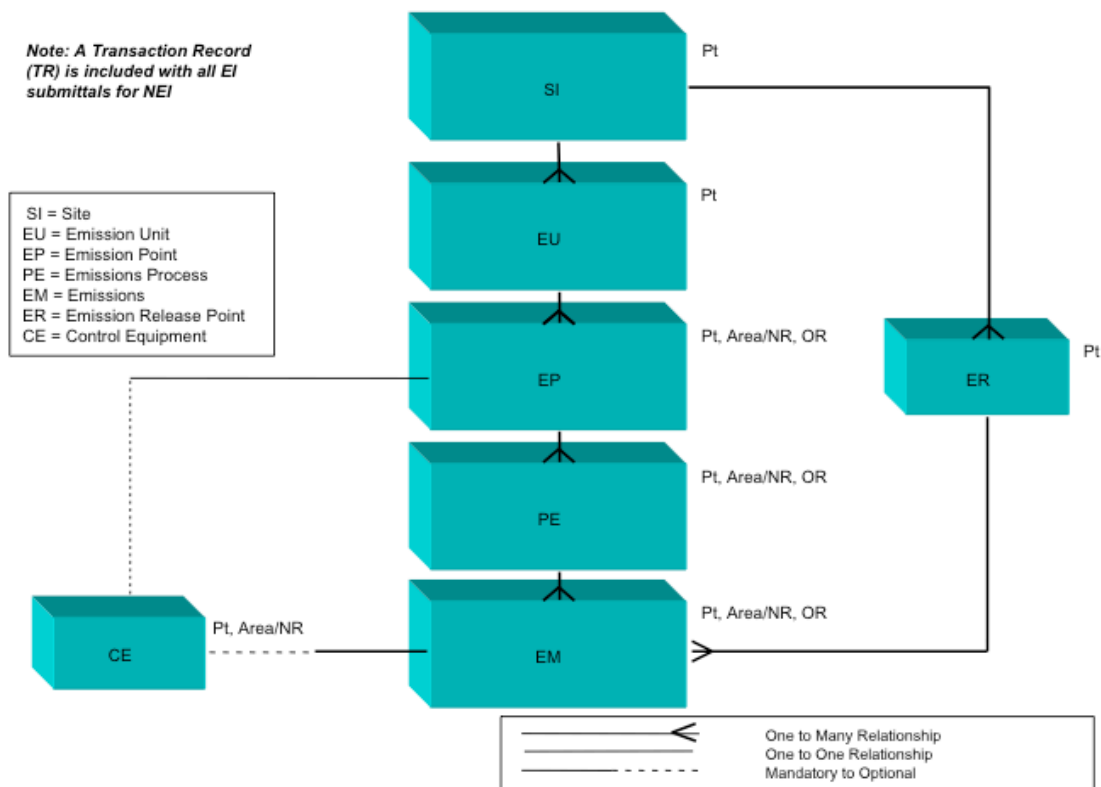 Note: A Transaction Record
(TR) is included with all EI
submittals for NEI
Pt
SI
SI = Site
EU = Emission Unit
EP = Emission Point
PE = Emissions Process
EM = Emissions
ER = Emission Release Point
CE = Control Equipment
Pt
EU
Pt, Area/NR, OR
EP
Pt
ER
Pt, Area/NR, OR
PE
Pt, Area/NR, OR
EM
Pt, Area/NR
CE
One to Many Relationship
One to One Relationship
Mandatory to Optional